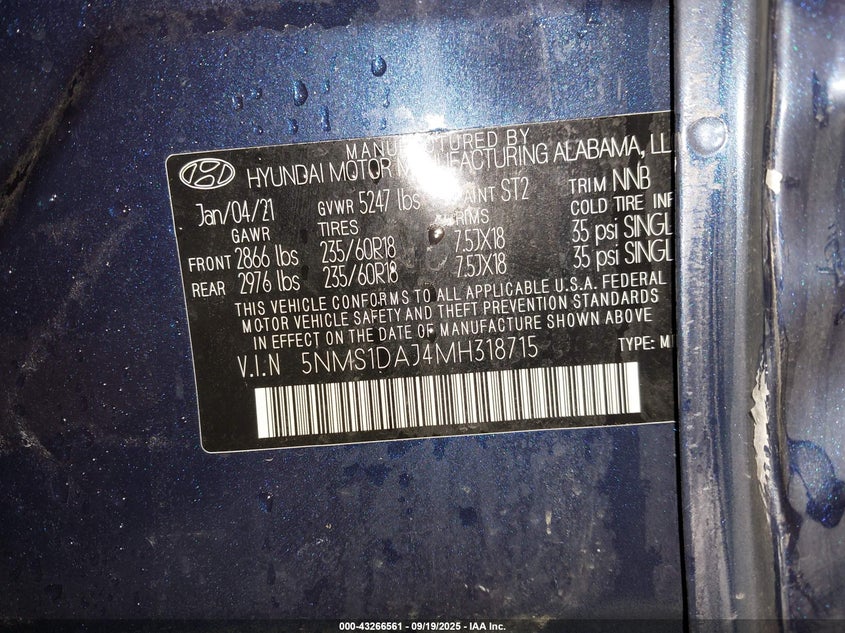 MANUFACTURED BY
HYUNDAI MOTOR MANUFACTURING ALABAMA, LL
Jan/04/21 GVWR 5247 lbs PAINT ST2 TRIM NNB
GAWR TIRES RIMS COLD TIRE INF
FRONT 2866 lbs 235/60R18 7.5JX18 35 psi SINGL
REAR 2976 lbs 235/60R18 7.5JX18 35 psi SINGL
THIS VEHICLE CONFORMS TO ALL APPLICABLE U.S.A. FEDERAL
MOTOR VEHICLE SAFETY AND THEFT PREVENTION STANDARDS
IN EFFECT ON THE DATE OF MANUFACTURE SHOWN ABOVE
V.I.N 5NMS1DAJ4MH318715 TYPE: M
000-43266561 - 09/19/2025 - IAA Inc.